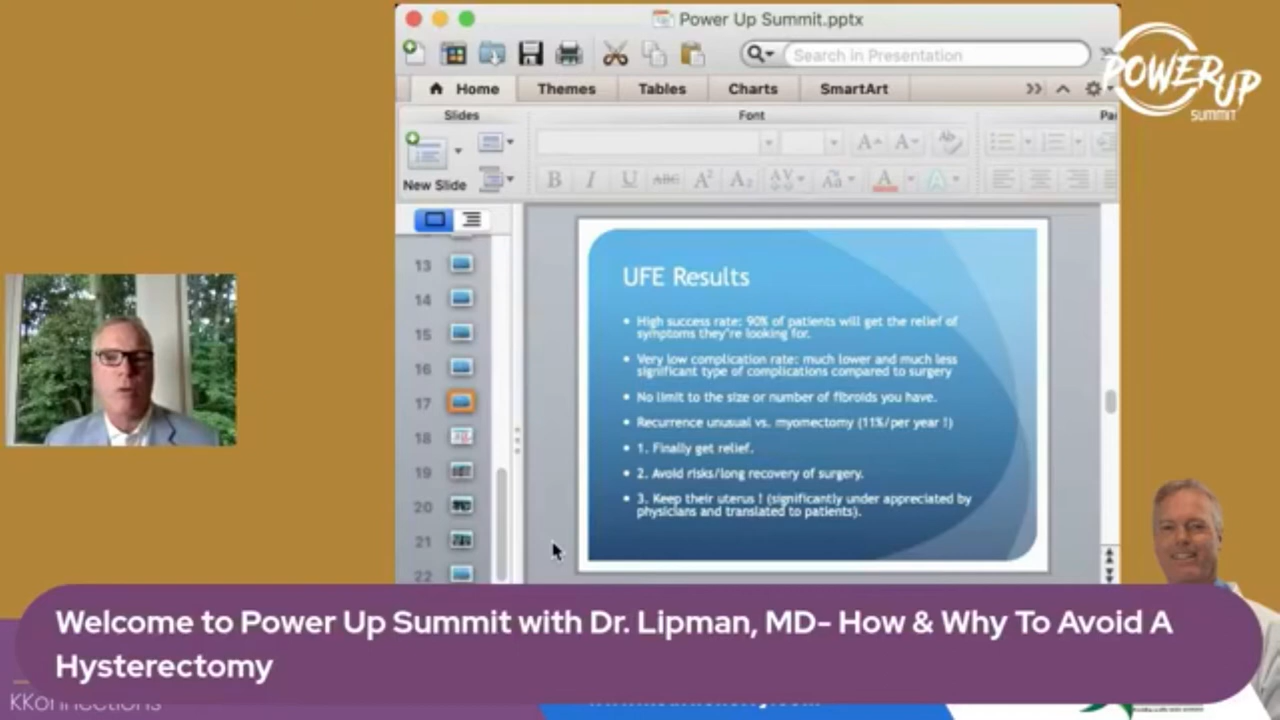 Power Up Summit.pptx
Search in Presentation
POWER UP
SUMMIT
Home
Themes
Tables
Charts
SmartArt
Slides
Font
New Slide
B I U ABC A² A₂ AV Aa A A
13
14
15
16
17
18
19
20
21
22
UFE Results
• High success rate: 90% of patients will get the relief of
symptoms they're looking for.
• Very low complication rate: much lower and much less
significant type of complications compared to surgery
• No limit to the size or number of fibroids you have.
• Recurrence unusual vs. myomectomy (11%/per year !)
• 1. Finally get relief.
• 2. Avoid risks/long recovery of surgery.
• 3. Keep their uterus ! (significantly under appreciated by
physicians and translated to patients).
Welcome to Power Up Summit with Dr. Lipman, MD- How & Why To Avoid A
Hysterectomy